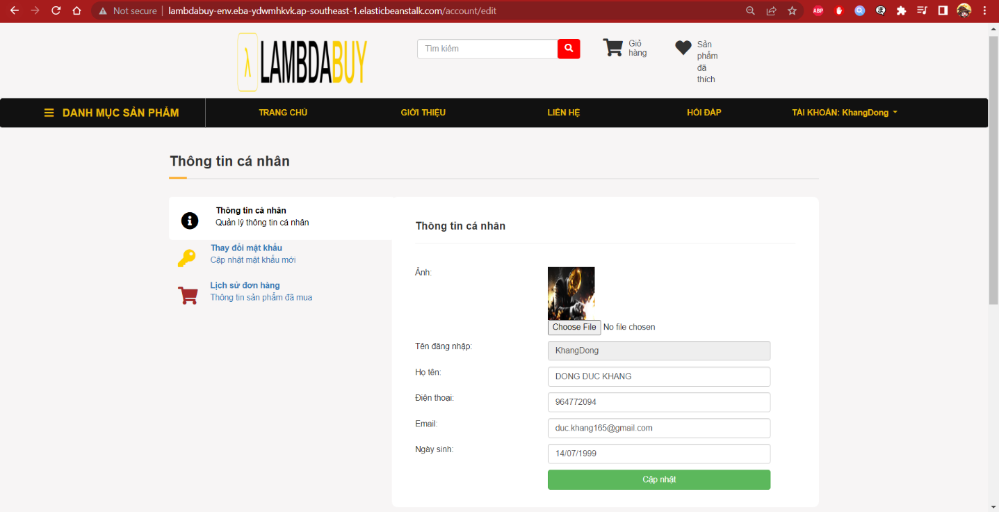 Not secure
lambdabuy-env.eba-ydwmhkvk.ap-southeast-1.elasticbeanstalk.com/account/edit
ABP
λ LAMBDABUY
Tìm kiếm
Giỏ
hàng
Sản
phẩm
đã
thích
DANH MỤC SẢN PHẨM
TRANG CHỦ
GIỚI THIỆU
LIÊN HỆ
HỎI ĐÁP
TÀI KHOẢN: KhangDong
Thông tin cá nhân
Thông tin cá nhân
Quản lý thông tin cá nhân
Thay đổi mật khẩu
Cập nhật mật khẩu mới
Lịch sử đơn hàng
Thông tin sản phẩm đã mua
Thông tin cá nhân
Ảnh:
Choose File No file chosen
Tên đăng nhập:
KhangDong
Họ tên:
DONG DUC KHANG
Điện thoại:
964772094
Email:
duc.khang165@gmail.com
Ngày sinh:
14/07/1999
Cập nhật